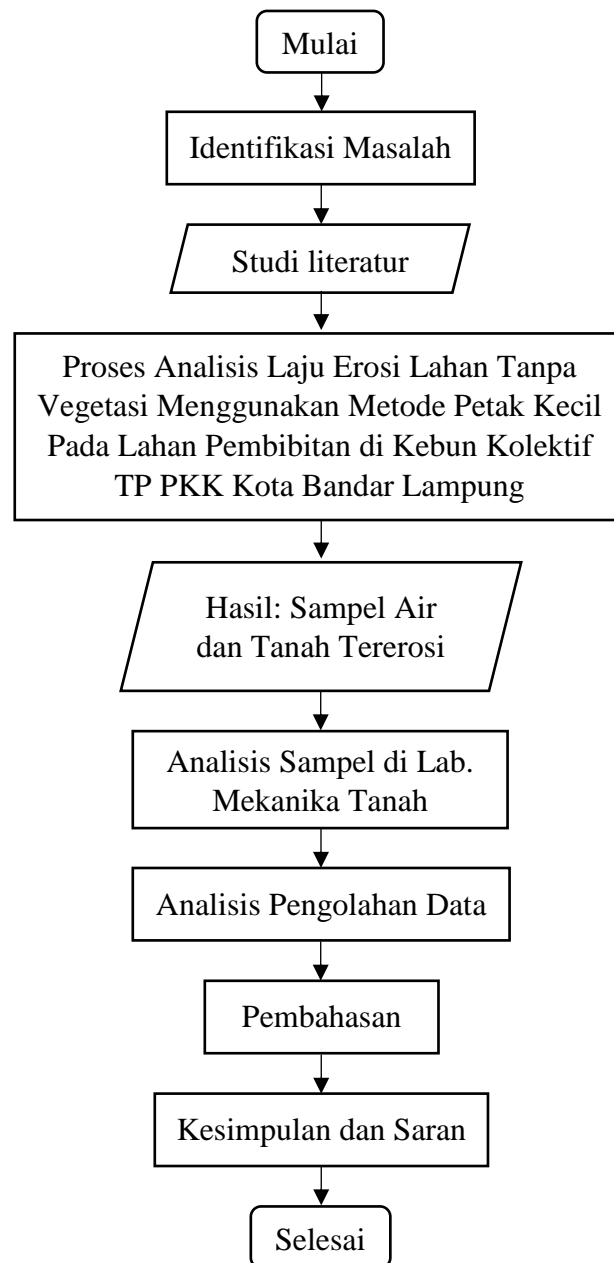 Mulai
Identifikasi Masalah
Studi literatur
Proses Analisis Laju Erosi Lahan Tanpa
Vegetasi Menggunakan Metode Petak Kecil
Pada Lahan Pembibitan di Kebun Kolektif
TP PKK Kota Bandar Lampung
Hasil: Sampel Air
dan Tanah Tererosi
Analisis Sampel di Lab.
Mekanika Tanah
Analisis Pengolahan Data
Pembahasan
Kesimpulan dan Saran
Selesai